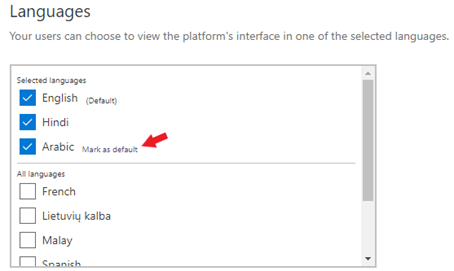 Languages
Your users can choose to view the platform's interface in one of the selected languages.
Selected languages
English (Default)
Hindi
Arabic Mark as default
All languages
French
Lietuvių kalba
Malay
Spanish